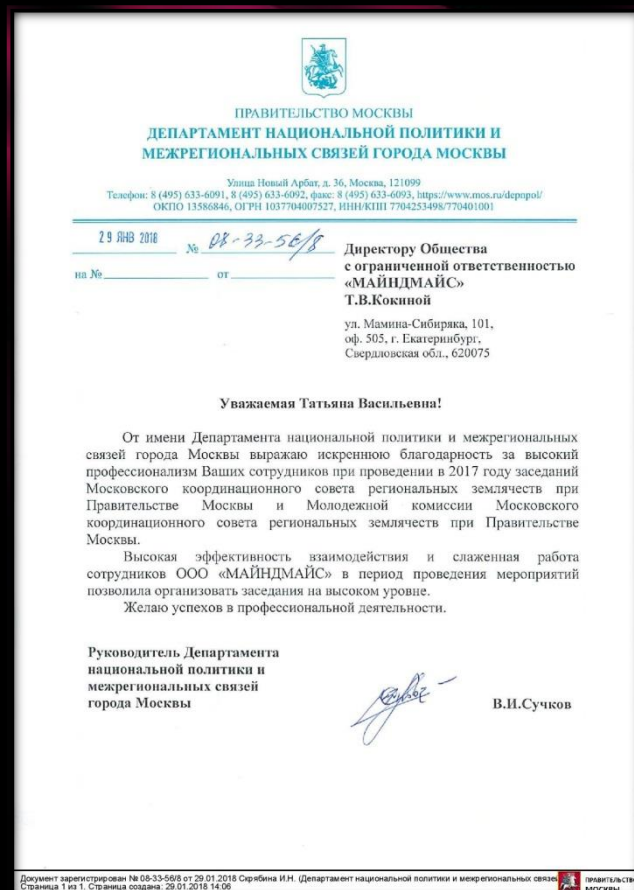 ПРАВИТЕЛЬСТВО МОСКВЫ
ДЕПАРТАМЕНТ НАЦИОНАЛЬНОЙ ПОЛИТИКИ И
МЕЖРЕГИОНАЛЬНЫХ СВЯЗЕЙ ГОРОДА МОСКВЫ
Улица Новый Арбат, д. 36, Москва, 121099
Телефон: 8 (495) 633-6091, 8 (495) 633-6092, факс: 8 (495) 633-6093, https://www.mos.ru/depnpol/
ОКПО 13586846, ОГРН 1037704007527, ИНН/КПП 7704253498/770401001
29 ЯНВ 2018 № 08-33-56/8
на № от
Директору Общества
с ограниченной ответственностью
«МАЙНДМАЙС»
Т.В.Кокиной
ул. Мамина-Сибиряка, 101,
оф. 505, г. Екатеринбург,
Свердловская обл., 620075
Уважаемая Татьяна Васильевна!
От имени Департамента национальной политики и межрегиональных
связей города Москвы выражаю искреннюю благодарность за высокий
профессионализм Ваших сотрудников при проведении в 2017 году заседаний
Московского координационного совета региональных землячеств при
Правительстве Москвы и Молодежной комиссии Московского
координационного совета региональных землячеств при Правительстве
Москвы.
Высокая эффективность взаимодействия и слаженная работа
сотрудников ООО «МАЙНДМАЙС» в период проведения мероприятий
позволила организовать заседания на высоком уровне.
Желаю успехов в профессиональной деятельности.
Руководитель Департамента
национальной политики и
межрегиональных связей
города Москвы
В.И.Сучков
Документ зарегистрирован № 08-33-56/8 от 29.01.2018 Скрябина И.Н. (Департамент национальной политики и межрегиональных связей
Страница 1 из 1. Страница создана: 29.01.2018 14:06
ПРАВИТЕЛЬСТВО
МОСКВЫ